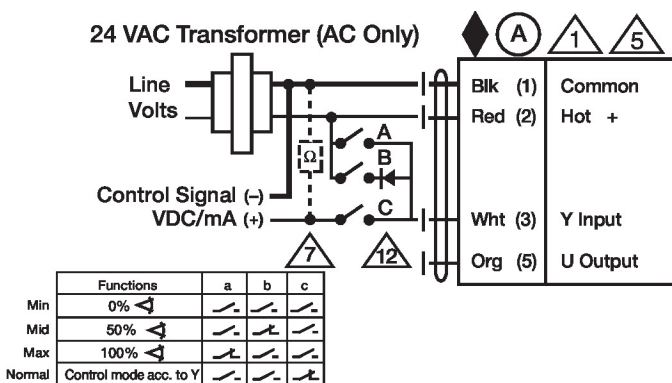 24 VAC Transformer (AC Only)
A
1
5
Line
Volts
Blk (1) Common
Red (2) Hot +
A
B
Ω
Control Signal (–)
VDC/mA (+)
C
Wht (3) Y Input
7
12
Org (5) U Output
Functions a b c
Min 0%
Mid 50%
Max 100%
Normal Control mode acc. to Y